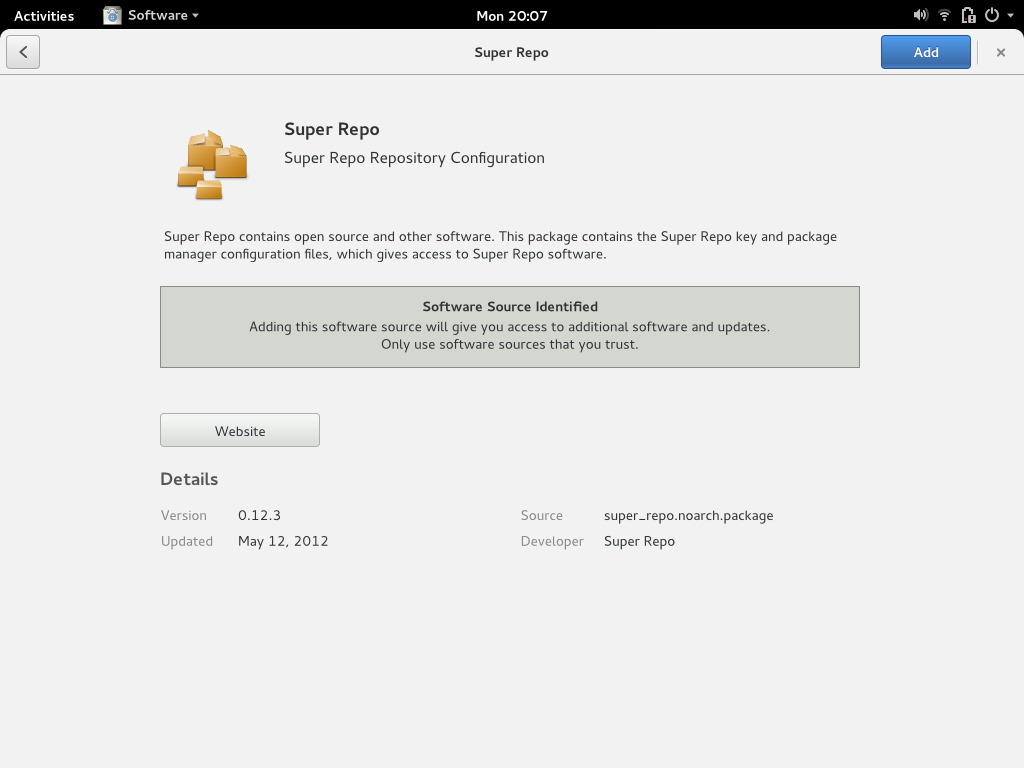 Activities Software Mon 20:07
Super Repo Add
Super Repo
Super Repo Repository Configuration
Super Repo contains open source and other software. This package contains the Super Repo key and package
manager configuration files, which gives access to Super Repo software.
Software Source Identified
Adding this software source will give you access to additional software and updates.
Only use software sources that you trust.
Website
Details
Version 0.12.3 Source super_repo.noarch.package
Updated May 12, 2012 Developer Super Repo